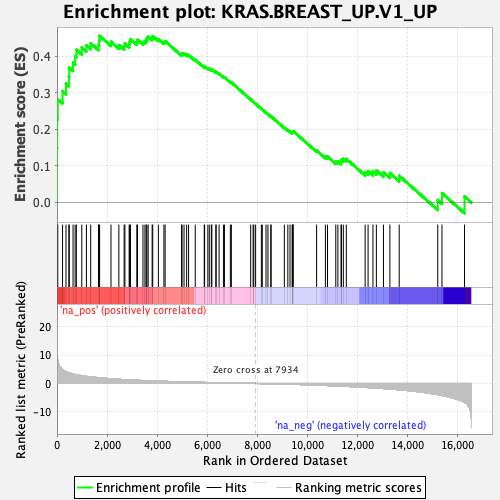 Enrichment plot: KRAS.BREAST_UP.V1_UP
Enrichment score (ES)
0.4
0.3
0.2
0.1
0.0
'na_pos' (positively correlated)
Ranked list metric (PreRanked)
20
10
0
-10
Zero cross at 7934
'na_neg' (negatively correlated)
0
2,000
4,000
6,000
8,000
10,000
12,000
14,000
16,000
Rank in Ordered Dataset
Enrichment profile
Hits
Ranking metric scores